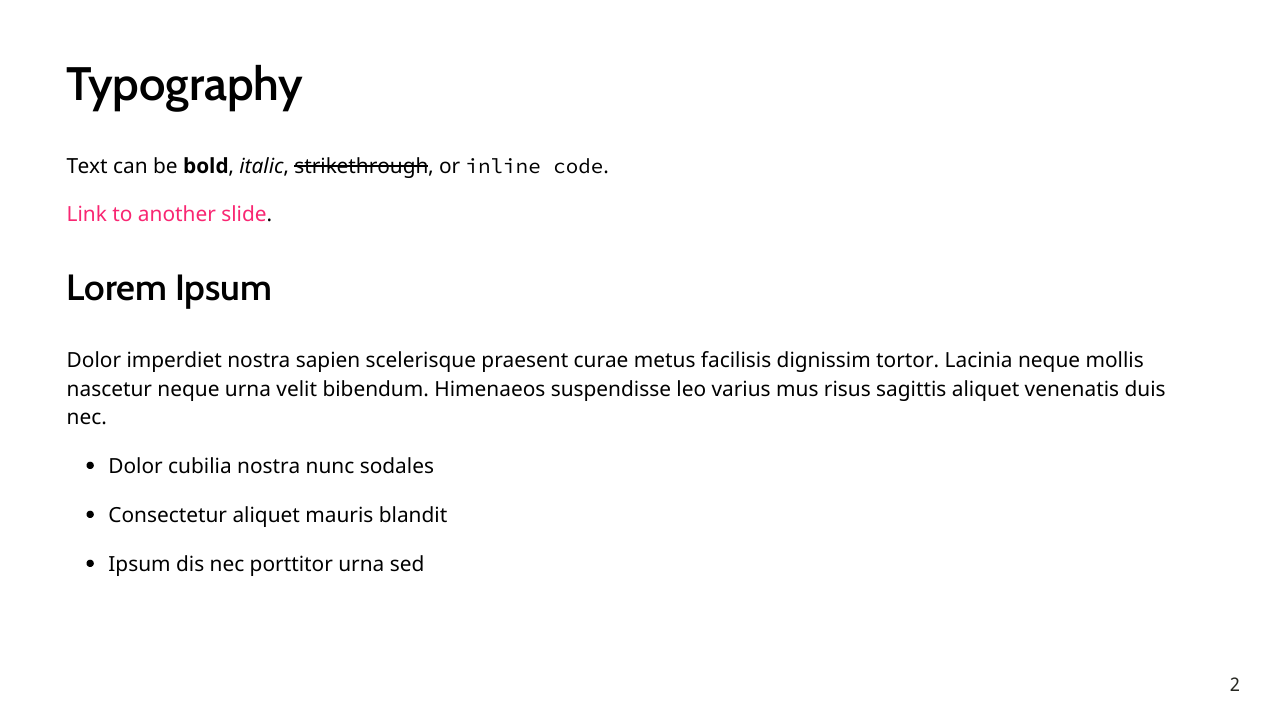 Typography
Text can be bold, italic, strikethrough, or inline code.
Link to another slide.
Lorem Ipsum
Dolor imperdiet nostra sapien scelerisque praesent curae metus facilisis dignissim tortor. Lacinia neque mollis
nascetur neque urna velit bibendum. Himenaeos suspendisse leo varius mus risus sagittis aliquet venenatis duis
nec.
• Dolor cubilia nostra nunc sodales
• Consectetur aliquet mauris blandit
• Ipsum dis nec porttitor urna sed
2